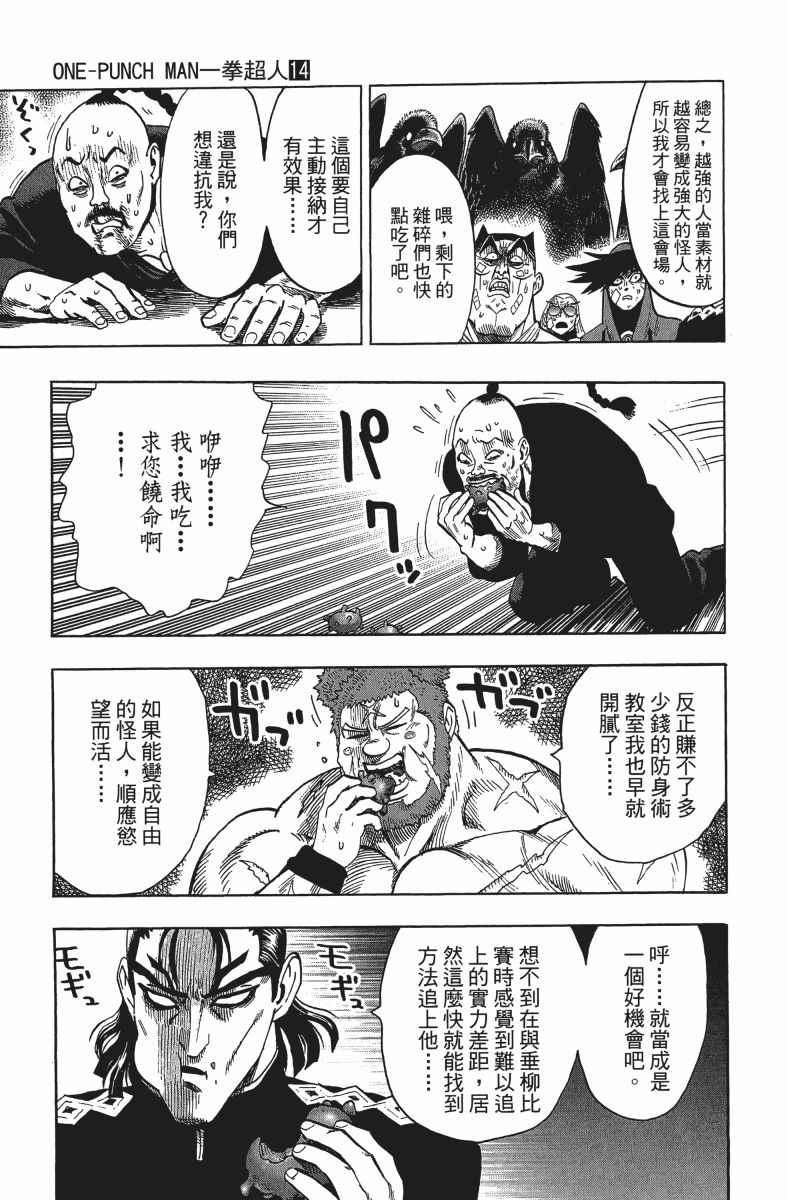 ONE-PUNCH MAN一拳超人14
總之，越強的人當素材就
越容易變成強大的怪人，
所以我才會找上這會場。
喂，剩下的
雜碎們也快
點吃了吧。
這個要自己
主動接納才
有效果……
還是說，你們
想違抗我？
ぞくっ
咿咿……
我…我吃…
求您饒命啊
…！
パクッ
反正賺不了多
少錢的防身術
教室我也早就
開膩了……
ガブ
ガブ
如果能變成自由
的怪人，順應慾
望而活……
呼……就當成是
一個好機會吧。
想不到在與垂柳比
賽時感覺到難以追
上的實力差距，居
然這麼快就能找到
方法追上他……
モギュ
モギュ